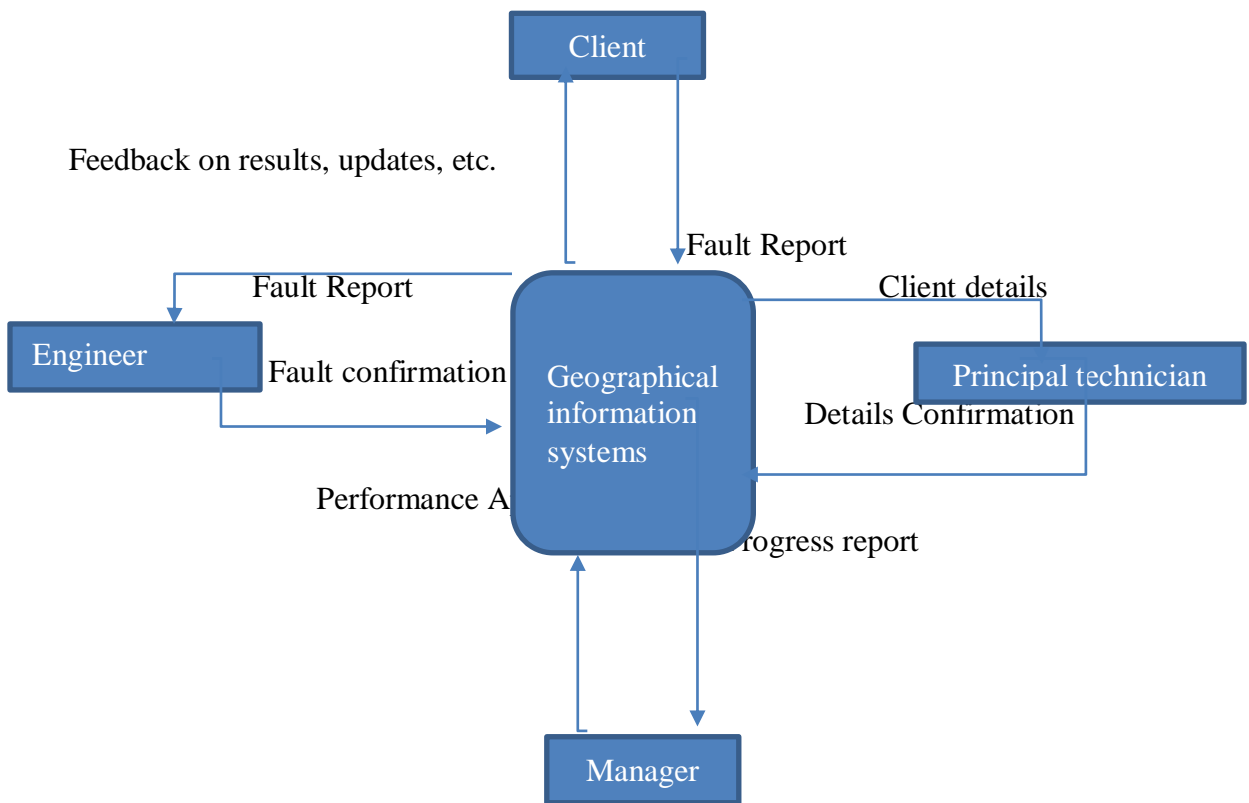 Client
Feedback on results, updates, etc.
Fault Report
Fault Report
Client details
Engineer
Fault confirmation
Geographical
information
systems
Principal technician
Details Confirmation
Performance A
rogress report
Manager